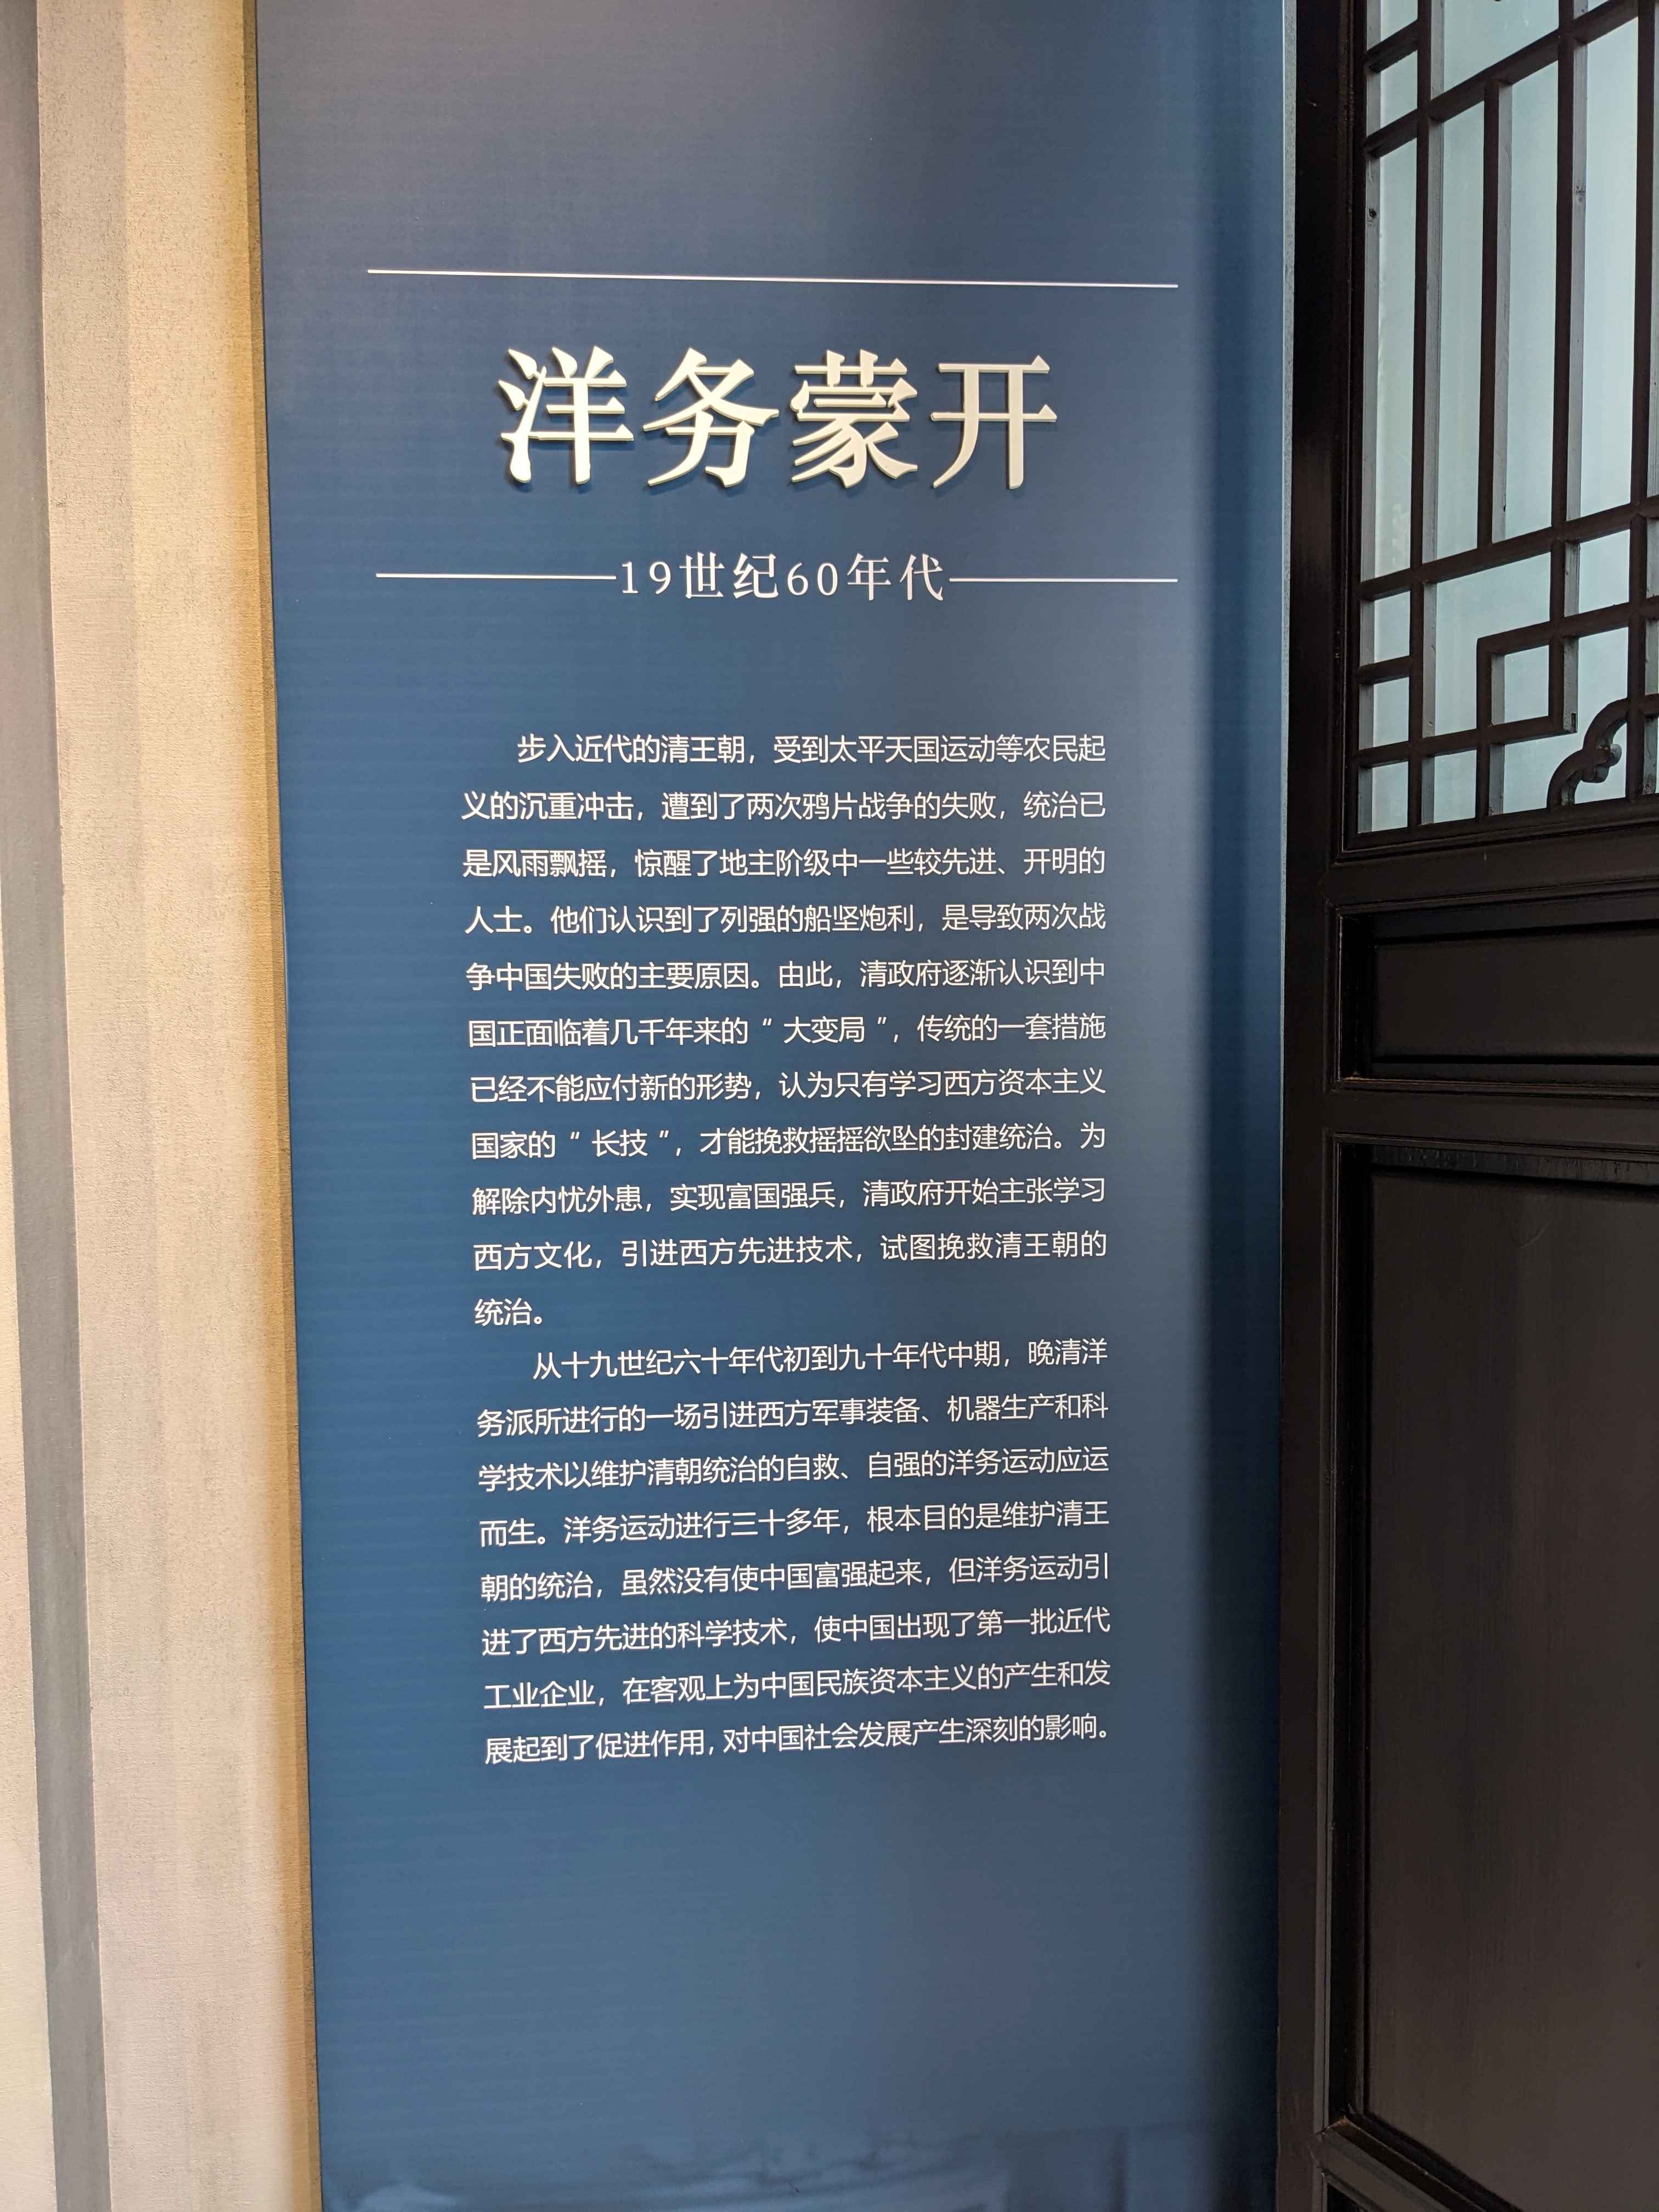 洋务蒙开
19世纪60年代
步入近代的清王朝，受到太平天国运动等农民起
义的沉重冲击，遭到了两次鸦片战争的失败，统治已
是风雨飘摇，惊醒了地主阶级中一些较先进、开明的
人士。他们认识到了列强的船坚炮利，是导致两次战
争中国失败的主要原因。由此，清政府逐渐认识到中
国正面临着几千年来的“大变局”，传统的一套措施
已经不能应付新的形势，认为只有学习西方资本主义
国家的“长技”，才能挽救摇摇欲坠的封建统治。为
解除内忧外患，实现富国强兵，清政府开始主张学习
西方文化，引进西方先进技术，试图挽救清王朝的
统治。
从十九世纪六十年代初到九十年代中期，晚清洋
务派所进行的一场引进西方军事装备、机器生产和科
学技术以维护清朝统治的自救、自强的洋务运动应运
而生。洋务运动进行三十多年，根本目的是维护清王
朝的统治，虽然没有使中国富强起来，但洋务运动引
进了西方先进的科学技术，使中国出现了第一批近代
工业企业，在客观上为中国民族资本主义的产生和发
展起到了促进作用，对中国社会发展产生深刻的影响。